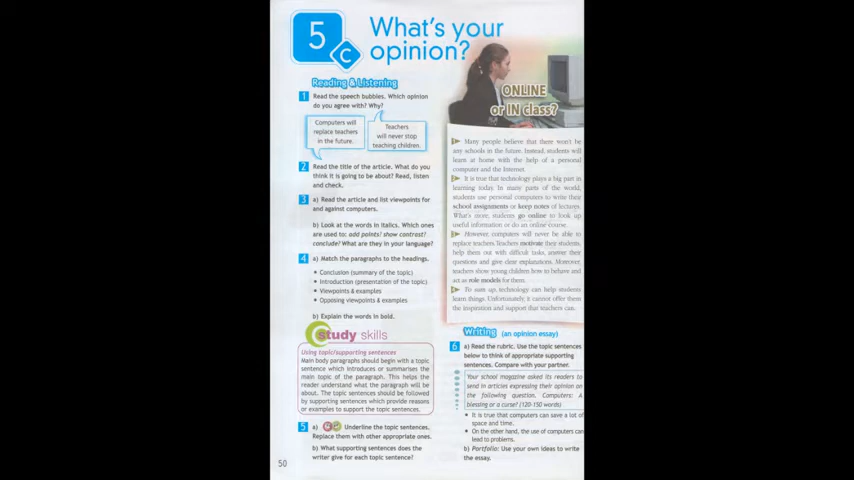 5
C
What's your
opinion?
Reading & Listening
1 Read the speech bubbles. Which opinion
do you agree with? Why?
Computers will
replace teachers
in the future.
Teachers
will never stop
teaching children.
2 Read the title of the article. What do you
think it is going to be about? Read, listen
and check.
3 a) Read the article and list viewpoints for
and against computers.
b) Look at the words in italics. Which ones
are used to: add points? show contrast?
conclude? What are they in your language?
4 a) Match the paragraphs to the headings.
• Conclusion (summary of the topic)
• Introduction (presentation of the topic)
• Viewpoints & examples
• Opposing viewpoints & examples
b) Explain the words in bold.
study skills
Using topic/supporting sentences
Main body paragraphs should begin with a topic
sentence which introduces or summarises the
main topic of the paragraph. This helps the
reader understand what the paragraph will be
about. The topic sentences should be followed
by supporting sentences which provide reasons
or examples to support the topic sentences.
5 a) Underline the topic sentences.
Replace them with other appropriate ones.
b) What supporting sentences does the
writer give for each topic sentence?
50
ONLINE
or IN class?
Many people believe that there won't be
any schools in the future. Instead, students will
learn at home with the help of a personal
computer and the Internet.
It is true that technology plays a big part in
learning today. In many parts of the world,
students use personal computers to write their
school assignments or keep notes of lectures.
What's more, students go online to look up
useful information or do an online course.
However, computers will never be able to
replace teachers. Teachers motivate their students,
help them out with difficult tasks, answer their
questions and give clear explanations. Moreover,
teachers show young children how to behave and
act as role models for them.
To sum up, technology can help students
learn things. Unfortunately, it cannot offer them
the inspiration and support that teachers can.
Writing (an opinion essay)
6 a) Read the rubric. Use the topic sentences
below to think of appropriate supporting
sentences. Compare with your partner.
Your school magazine asked its readers to
send in articles expressing their opinion on
the following question. Computers: A
blessing or a curse? (120-150 words)
• It is true that computers can save a lot of
space and time.
• On the other hand, the use of computers can
lead to problems.
b) Portfolio: Use your own ideas to write
the essay.